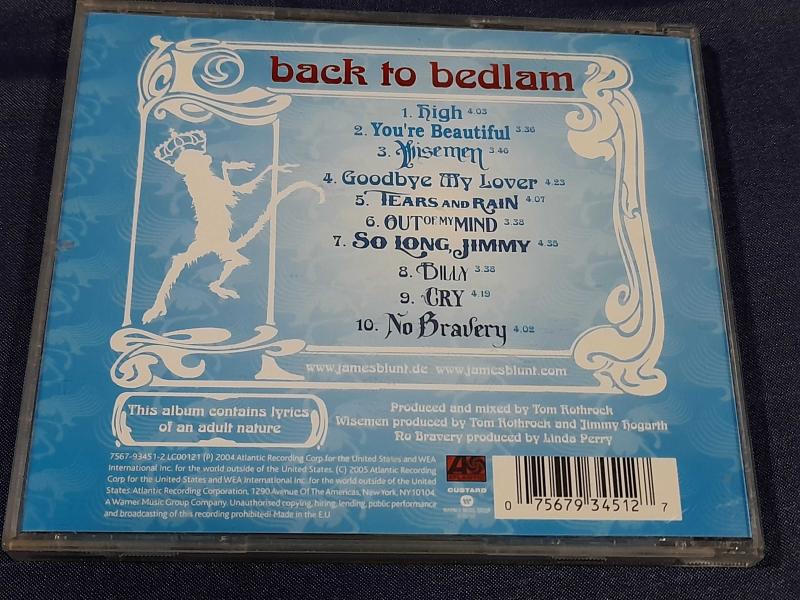 back to bedlam
1. High 4.03
2. You're Beautiful 3.36
3. Wisemen 3.46
4. Goodbye My Lover 4.23
5. TEARS AND RAIN 4.07
6. OUT OF MY MIND 3.38
7. SO LONG, JIMMY 4.35
8. BILLY 3.38
9. CRY 4.19
10. No Bravery 4.02
www.jamesblunt.de www.jamesblunt.com
This album contains lyrics
of an adult nature
Produced and mixed by Tom Rothrock
Wisemen produced by Tom Rothrock and Jimmy Hogarth
No Bravery produced by Linda Perry
7567-93451-2 LC00121 (P) 2004 Atlantic Recording Corp for the United States and WEA
International Inc. for the world outside of the United States. (C) 2005 Atlantic Recording
Corp for the United States and WEA International Inc. for the world outside of the United
States. Atlantic Recording Corporation, 1290 Avenue Of The Americas, New York, NY 10104.
A Warner Music Group Company. Unauthorised copying, hiring, lending, public performance
and broadcasting of this recording prohibited. Made in the E.U
ATLANTIC
CUSTARD
0 75679 34512 7